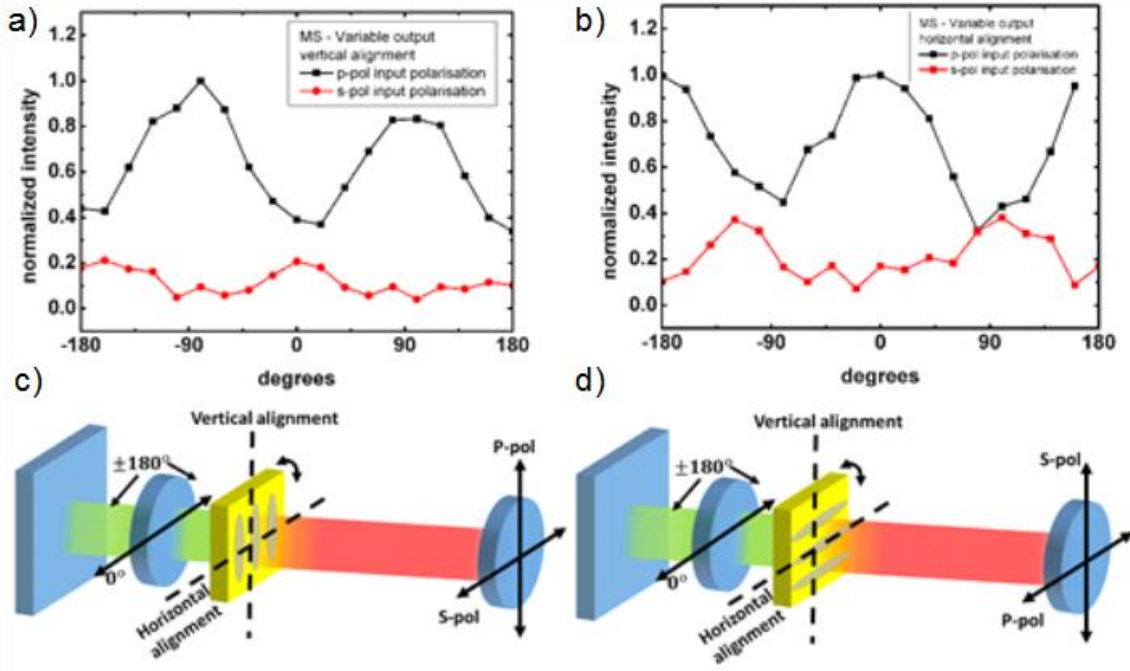 a)
1.2
1.0
0.8
0.6
0.4
0.2
0.0
normalized intensity
MS - Variable output
vertical alignment
p-pol input polarisation
s-pol input polarisation
-180
-90
0
90
180
degrees
b)
1.2
1.0
0.8
0.6
0.4
0.2
0.0
normalized intensity
MS - Variable output
horizontal alignment
p-pol input polarisation
s-pol input polarisation
-180
-90
0
90
180
degrees
c)
Vertical alignment
±180°
P-pol
0°
Horizontal
alignment
S-pol
d)
Vertical alignment
±180°
S-pol
0°
Horizontal
alignment
P-pol